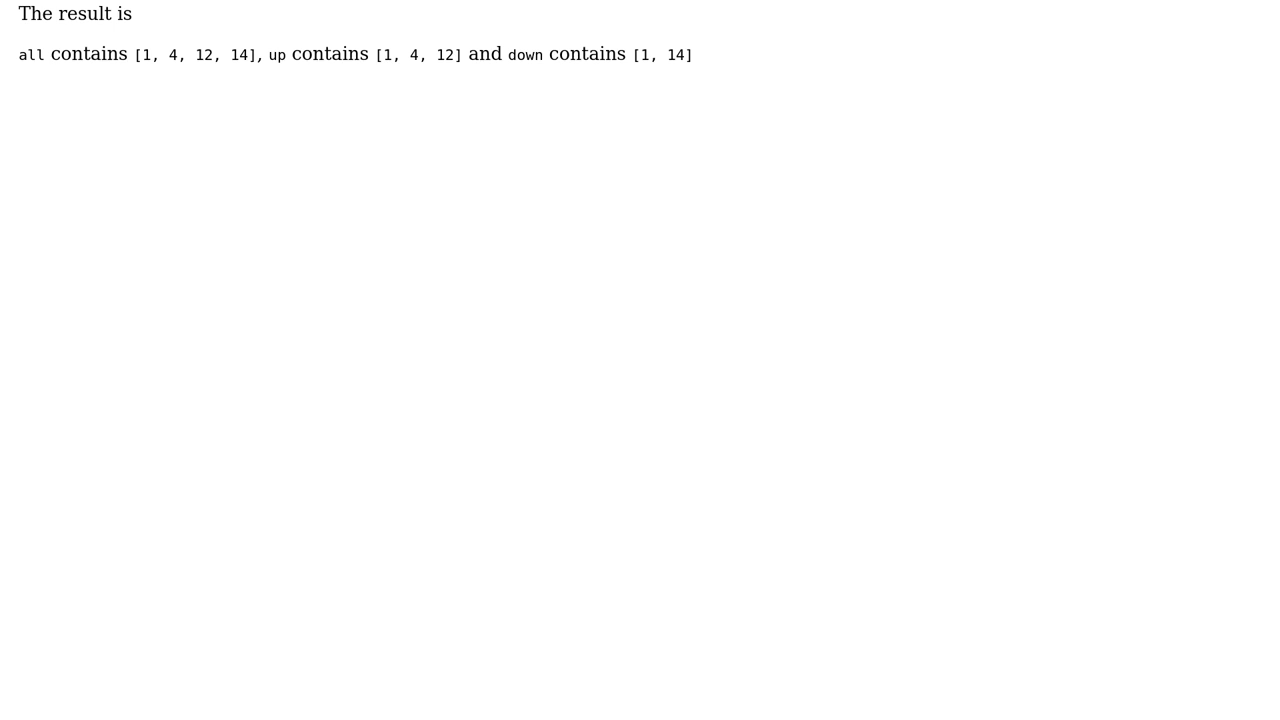 The result is
all contains [1, 4, 12, 14], up contains [1, 4, 12] and down contains [1, 14]